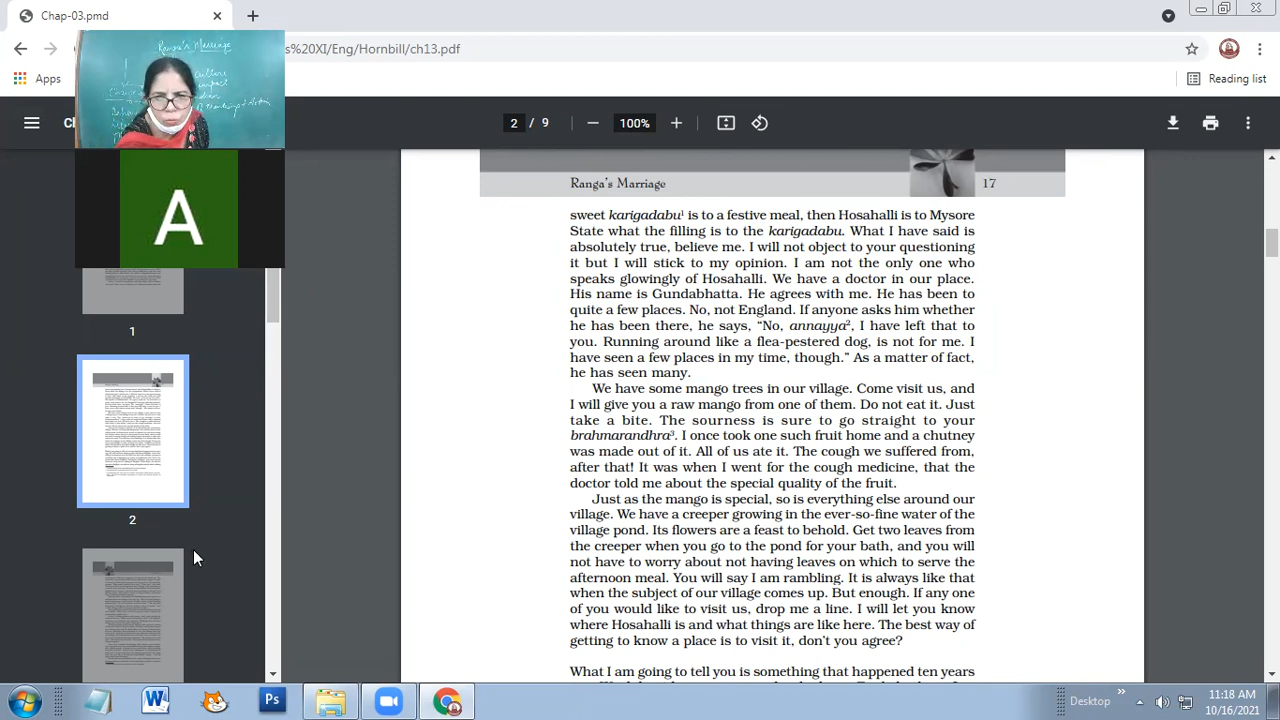 Chap-03.pmd
s%20XI/Eng/Hornbill/ch13.pdf
Apps
Reading list
Ranga's Marriage
Culture
Ch
2 / 9
100%
A
1
2
Ranga's Marriage 17
sweet karigadabu¹ is to a festive meal, then Hosahalli is to Mysore
State what the filling is to the karigadabu. What I have said is
absolutely true, believe me. I will not object to your questioning
it but I will stick to my opinion. I am not the only one who
speaks glowingly of Hosahalli. We have a doctor in our place.
His name is Gundabhatta. He agrees with me. He has been to
quite a few places. No, not England. If anyone asks him whether
he has been there, he says, “No, annayya², I have left that to
you. Running around like a flea-pestered dog, is not for me. I
have seen a few places in my time, though.” As a matter of fact,
he has seen many.
We have some mango trees in our village. Come visit us, and
I will give you a raw mango from one of them. Do not eat it. Just
take a bite. The sourness is sure to go straight to your
brahmarandhra³. I once took one such fruit home and a chutney
was made out of it. All of us ate it. The cough we suffered from,
after that! It was when I went for the cough medicine, that the
doctor told me about the special quality of the fruit.
Just as the mango is special, so is everything else around our
village. We have a creeper growing in the ever-so-fine water of the
village pond. Its flowers are a feast to behold. Get two leaves from
the creeper when you go to the pond for your bath, and you will
not have to worry about not having leaves on which to serve the
afternoon meal. You will say I am rambling. It is always like that
when the subject of our village comes up. But enough. If any one
of you would like to visit us, drop me a line. I will let you know
where Hosahalli is and what things are like here. The best way of
getting to know a place is to visit it, don't you agree?
What I am going to tell you is something that happened ten years
Desktop
11:18 AM
10/16/2021